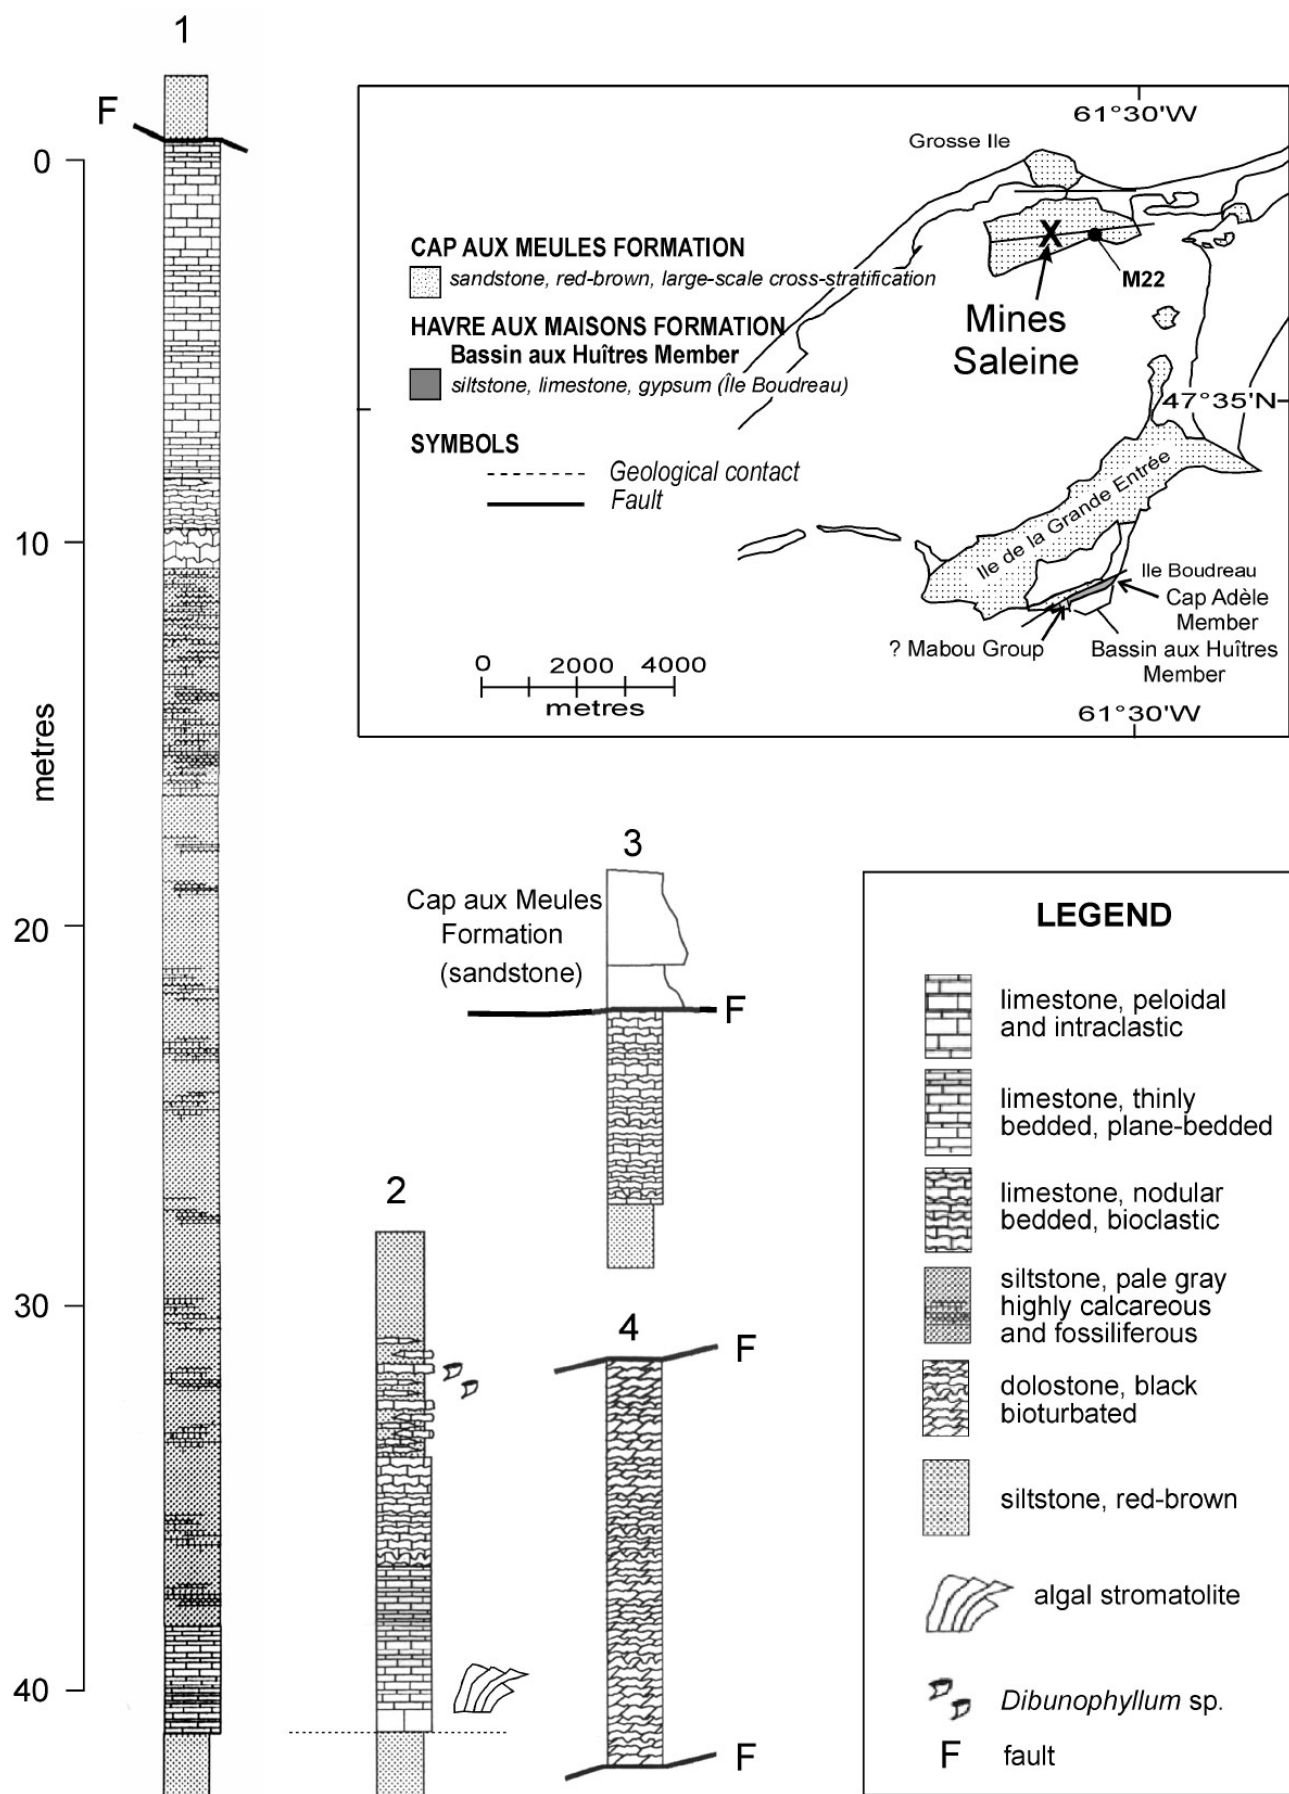 1
F
0
10
metres
20
30
40
61°30'W
Grosse Ile
CAP AUX MEULES FORMATION
sandstone, red-brown, large-scale cross-stratification
HAVRE AUX MAISONS FORMATION
Bassin aux Huîtres Member
siltstone, limestone, gypsum (Île Boudreau)
SYMBOLS
Geological contact
Fault
X
M22
Mines
Saleine
47°35'N
Ile de la Grande Entrée
Ile Boudreau
Cap Adèle
Member
? Mabou Group
Bassin aux Huîtres
Member
0 2000 4000
metres
61°30'W
3
Cap aux Meules
Formation
(sandstone)
F
2
4
F
F
LEGEND
limestone, peloidal
and intraclastic
limestone, thinly
bedded, plane-bedded
limestone, nodular
bedded, bioclastic
siltstone, pale gray
highly calcareous
and fossiliferous
dolostone, black
bioturbated
siltstone, red-brown
algal stromatolite
Dibunophyllum sp.
F fault